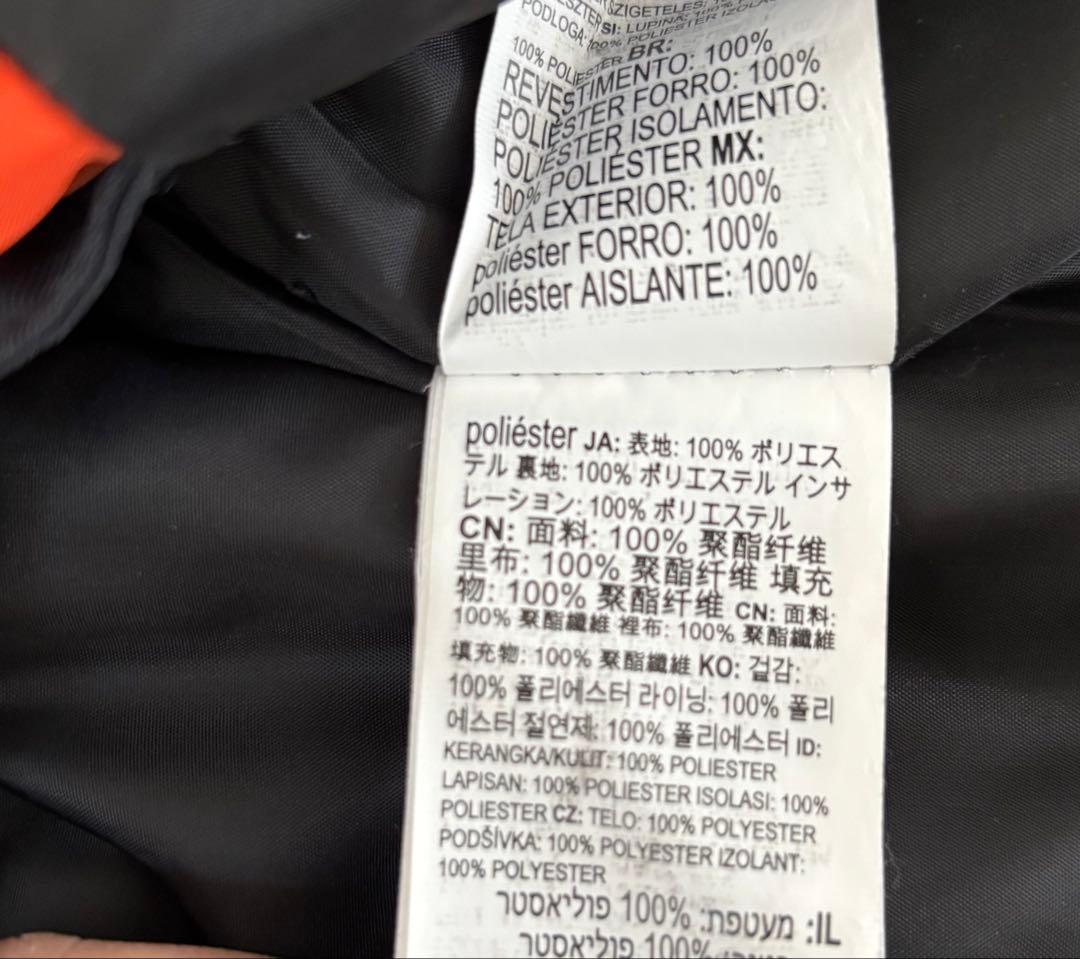 SZIGETELES:
PODLOGA: 100% POLIESTER IZOLA
100% POLIESTER BR:
REVESTIMENTO: 100%
POLIÉSTER FORRO: 100%
POLIÉSTER ISOLAMENTO:
100% POLIÉSTER MX:
TELA EXTERIOR: 100%
poliéster FORRO: 100%
poliéster AISLANTE: 100%
poliéster JA: 表地: 100% ポリエス
テル 裏地: 100% ポリエステル インサ
レーション: 100% ポリエステル
CN: 面料: 100% 聚酯纤维
里布: 100% 聚酯纤维 填充
物: 100% 聚酯纤维 CN: 面料:
100% 聚酯纖維 裡布: 100% 聚酯纖維
填充物: 100% 聚酯纖維 KO: 겉감:
100% 폴리에스터 라이닝: 100% 폴리
에스터 절연제: 100% 폴리에스터 ID:
KERANGKA/KULIT: 100% POLIESTER
LAPISAN: 100% POLIESTER ISOLASI: 100%
POLIESTER CZ: TELO: 100% POLYESTER
PODŠÍVKA: 100% POLYESTER IZOLANT:
100% POLYESTER
IL: מעטפת: 100% פוליאסטר
100% פוליאסטר